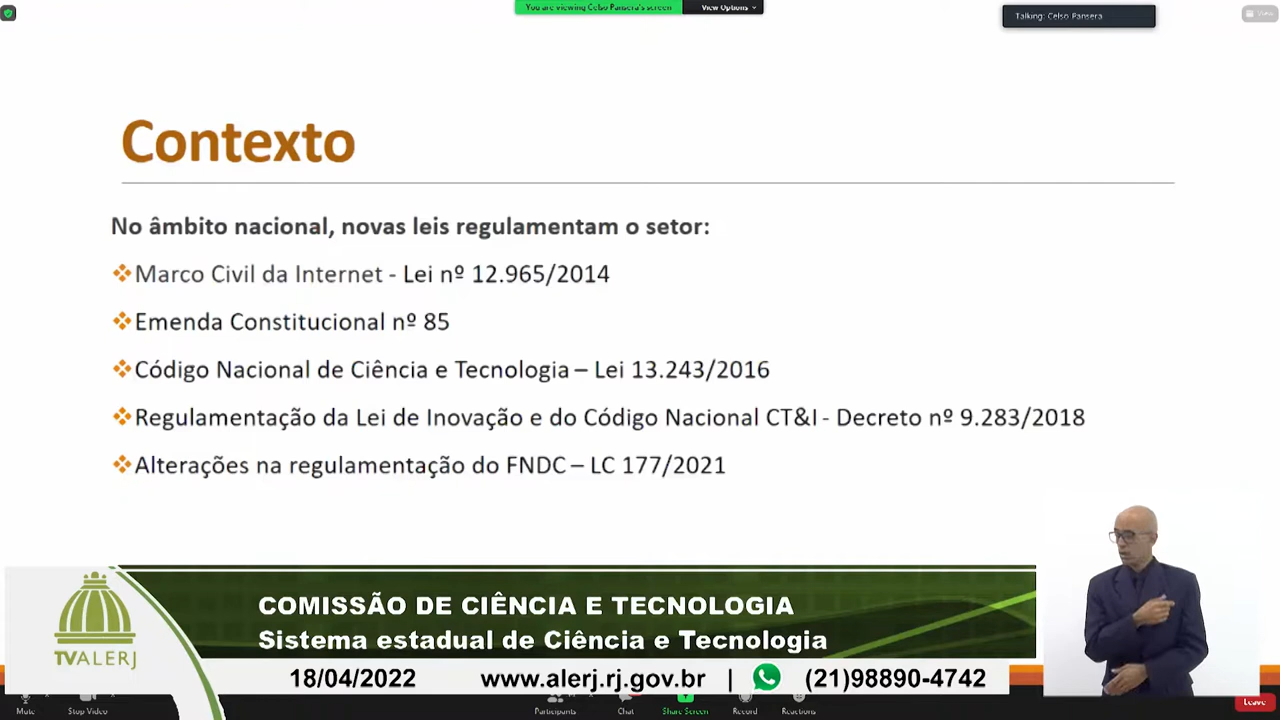 You are viewing Celso Pansera's screen
View Options
Talking: Celso Pansera
View
Contexto
No âmbito nacional, novas leis regulamentam o setor:
Marco Civil da Internet - Lei nº 12.965/2014
Emenda Constitucional nº 85
Código Nacional de Ciência e Tecnologia – Lei 13.243/2016
Regulamentação da Lei de Inovação e do Código Nacional CT&I - Decreto nº 9.283/2018
Alterações na regulamentação do FNDC – LC 177/2021
COMISSÃO DE CIÊNCIA E TECNOLOGIA
Sistema estadual de Ciência e Tecnologia
TVALERJ
18/04/2022 www.alerj.rj.gov.br | (21)98890-4742
Mute Stop Video Participants Chat Share Screen Record Reactions Leave